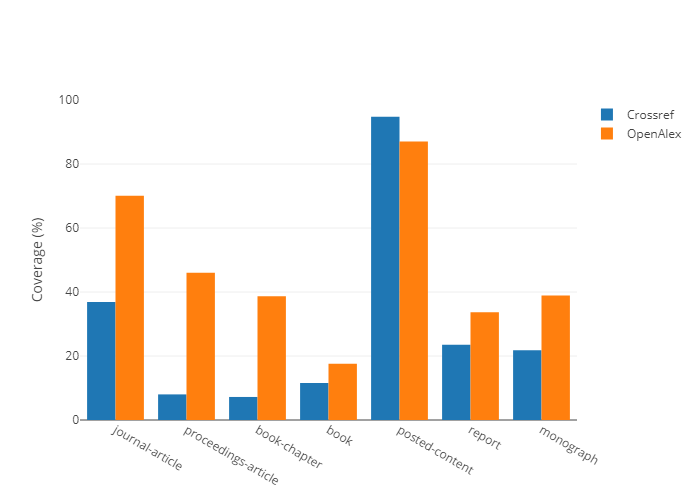 100
80
60
40
20
0
Coverage (%)
journal-article
proceedings-article
book-chapter
book
posted-content
report
monograph
Crossref
OpenAlex